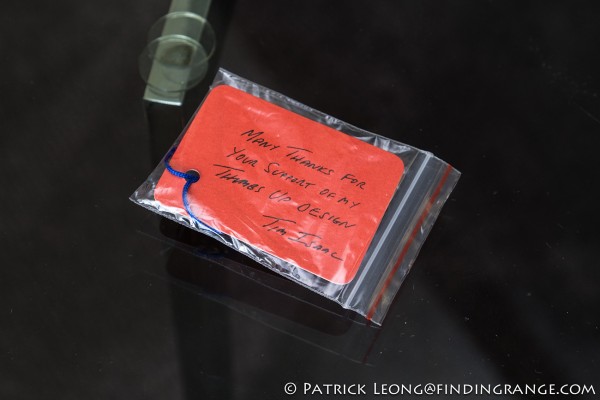 Many Thanks for
Your Support of my
Thumbs Up Design
Tim Isaac
© Patrick Leong@findingrange.com